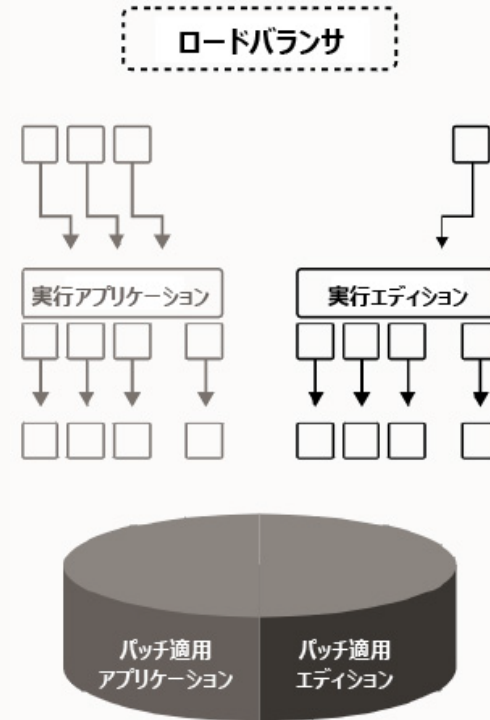 ロードバランサ
実行アプリケーション
実行エディション
パッチ適用
アプリケーション
パッチ適用
エディション